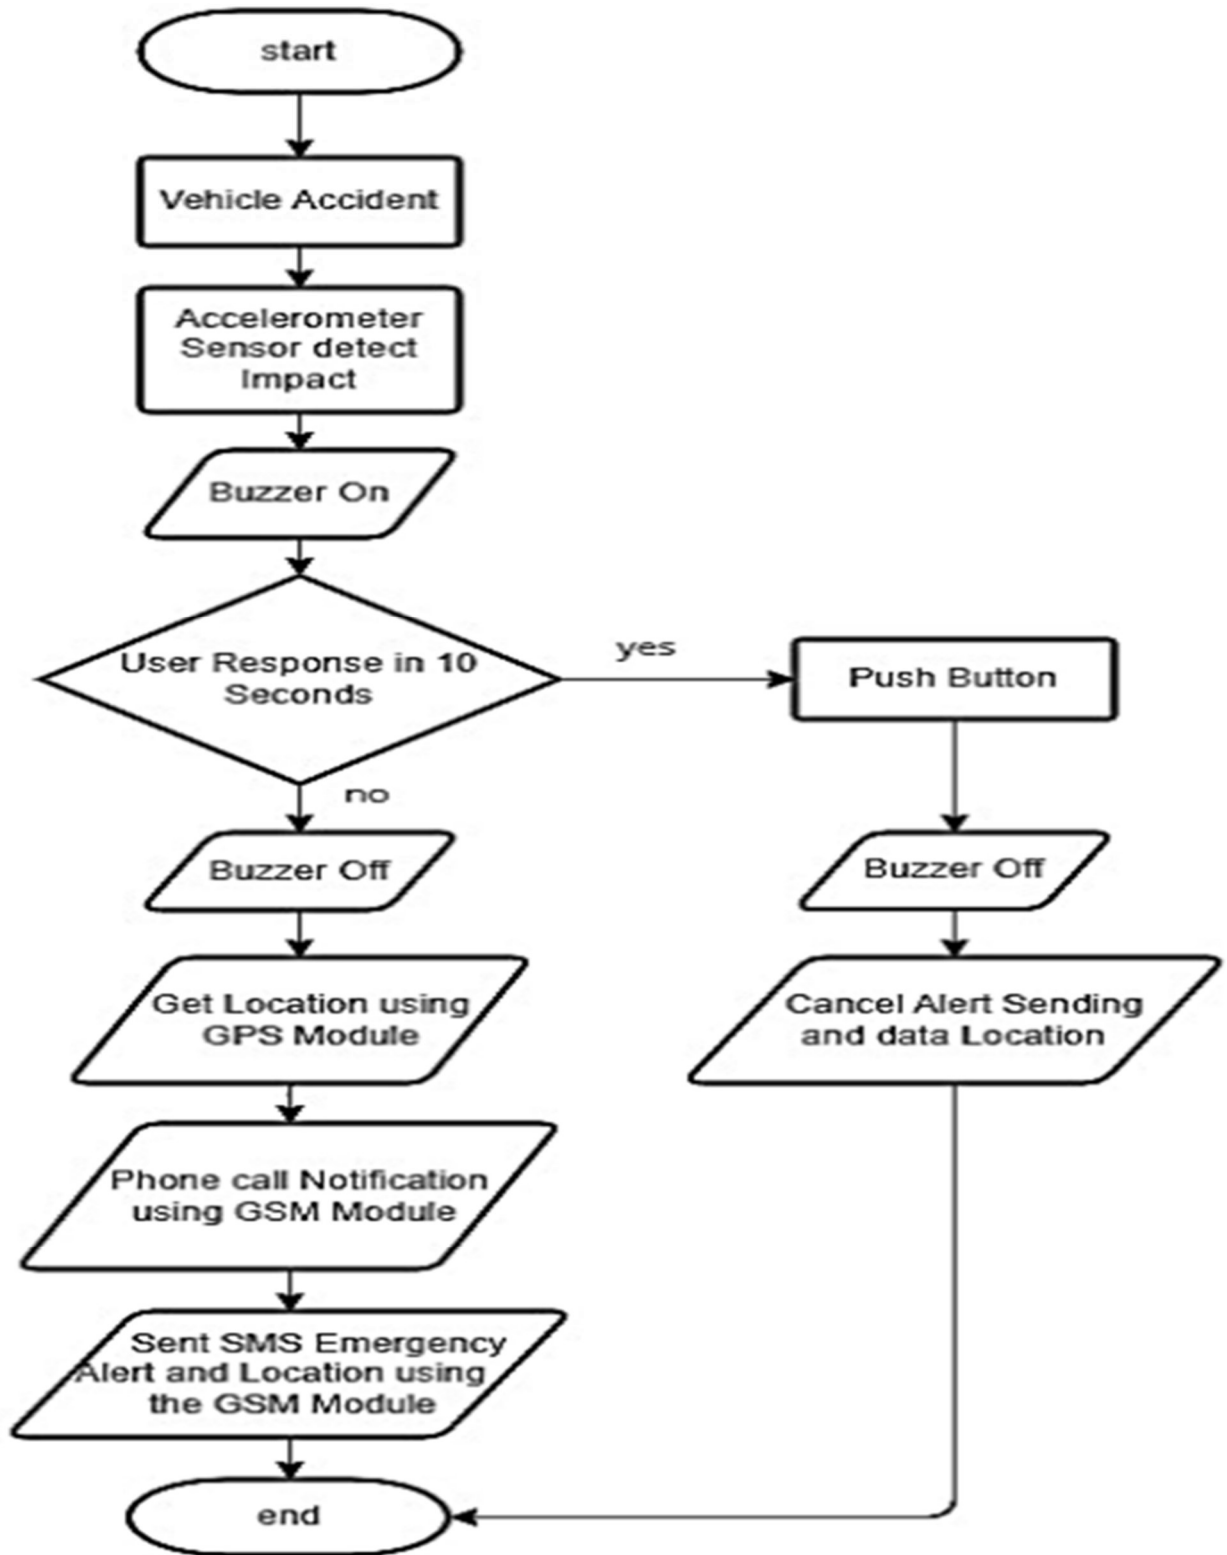 start
Vehicle Accident
Accelerometer
Sensor detect
Impact
Buzzer On
User Response in 10
Seconds
yes
Push Button
no
Buzzer Off
Buzzer Off
Get Location using
GPS Module
Cancel Alert Sending
and data Location
Phone call Notification
using GSM Module
Sent SMS Emergency
Alert and Location using
the GSM Module
end